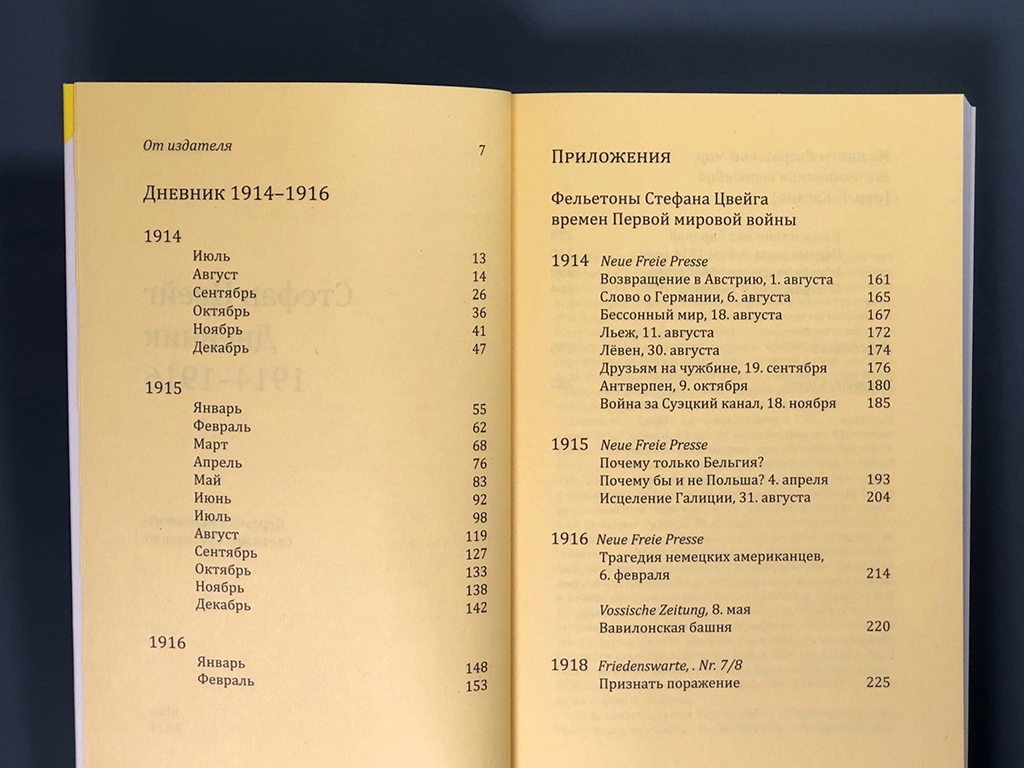 От издателя 7
Дневник 1914–1916
1914
Июль 13
Август 14
Сентябрь 26
Октябрь 36
Ноябрь 41
Декабрь 47
1915
Январь 55
Февраль 62
Март 68
Апрель 76
Май 83
Июнь 92
Июль 98
Август 119
Сентябрь 127
Октябрь 133
Ноябрь 138
Декабрь 142
1916
Январь 148
Февраль 153
Приложения
Фельетоны Стефана Цвейга
времен Первой мировой войны
1914 Neue Freie Presse
Возвращение в Австрию, 1. августа 161
Слово о Германии, 6. августа 165
Бессонный мир, 18. августа 167
Льеж, 11. августа 172
Лёвен, 30. августа 174
Друзьям на чужбине, 19. сентября 176
Антверпен, 9. октября 180
Война за Суэцкий канал, 18. ноября 185
1915 Neue Freie Presse
Почему только Бельгия?
Почему бы и не Польша? 4. апреля 193
Исцеление Галиции, 31. августа 204
1916 Neue Freie Presse
Трагедия немецких американцев,
6. февраля 214
Vossische Zeitung, 8. мая
Вавилонская башня 220
1918 Friedenswarte, . Nr. 7/8
Признать поражение 225